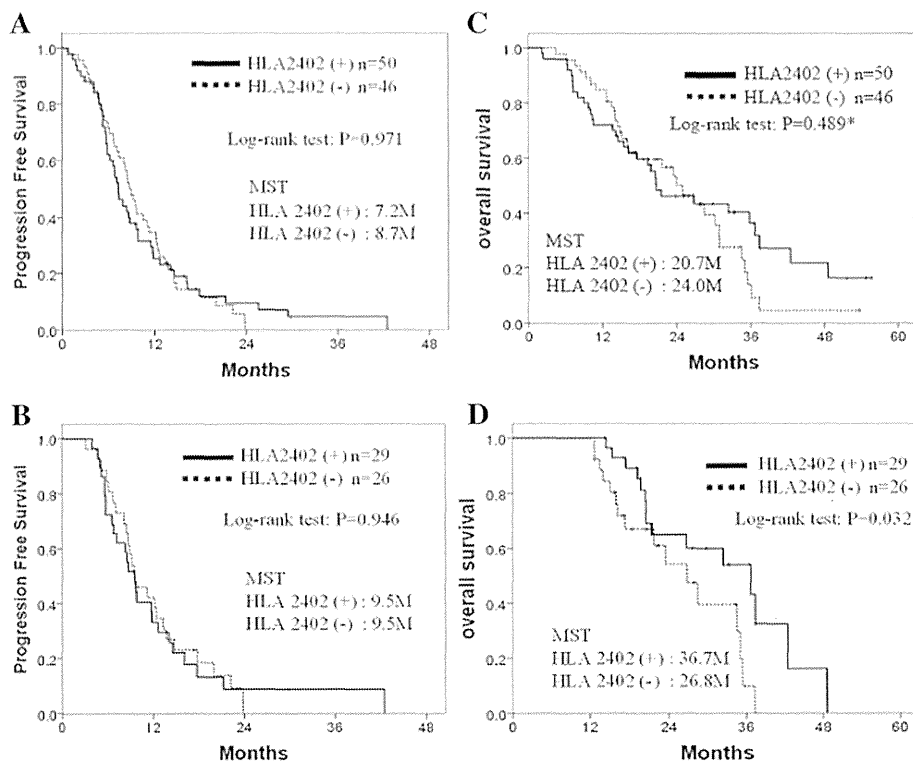 A
Progression Free Survival
1.0
0.8
0.6
0.4
0.2
0.0
HLA2402 (+) n=50
HLA2402 (-) n=46
Log-rank test: P=0.971
MST
HLA 2402 (+) : 7.2M
HLA 2402 (-) : 8.7M
0 12 24 36 48
Months
C
overall survival
1.0
0.8
0.6
0.4
0.2
0.0
HLA2402 (+) n=50
HLA2402 (-) n=46
Log-rank test: P=0.489*
MST
HLA 2402 (+) : 20.7M
HLA 2402 (-) : 24.0M
0 12 24 36 48 60
Months
B
Progression Free Survival
1.0
0.8
0.6
0.4
0.2
0.0
HLA2402 (+) n=29
HLA2402 (-) n=26
Log-rank test: P=0.946
MST
HLA 2402 (+) : 9.5M
HLA 2402 (-) : 9.5M
0 12 24 36 48
Months
D
overall survival
1.0
0.8
0.6
0.4
0.2
0.0
HLA2402 (+) n=29
HLA2402 (-) n=26
Log-rank test: P=0.032
MST
HLA 2402 (+) : 36.7M
HLA 2402 (-) : 26.8M
0 12 24 36 48 60
Months